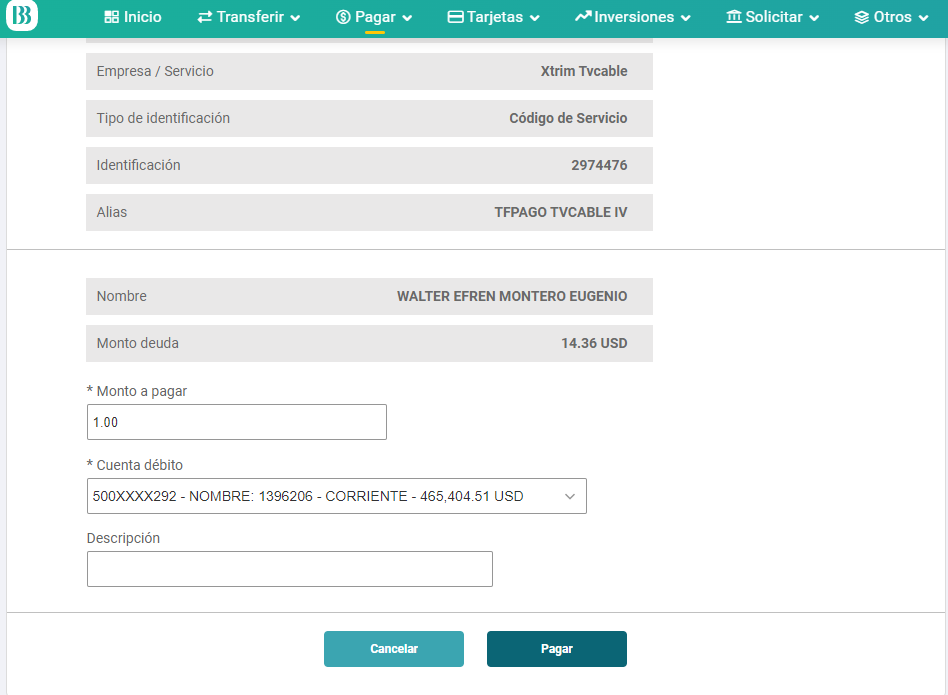 Inicio Transferir Pagar Tarjetas Inversiones Solicitar Otros
Empresa / Servicio Xtrim Tvcable
Tipo de identificación Código de Servicio
Identificación 2974476
Alias TFPAGO TVCABLE IV
Nombre WALTER EFREN MONTERO EUGENIO
Monto deuda 14.36 USD
* Monto a pagar
1.00
* Cuenta débito
500XXXX292 - NOMBRE: 1396206 - CORRIENTE - 465,404.51 USD
Descripción
Cancelar Pagar